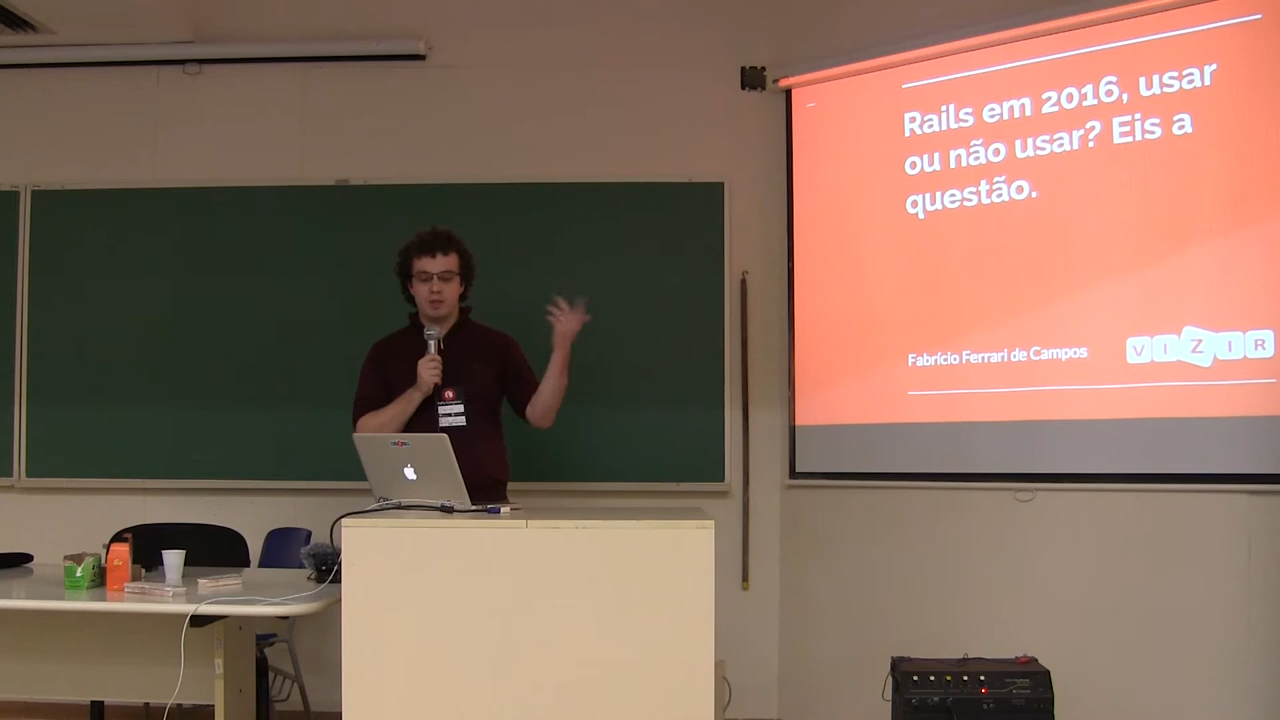 Rails em 2016, usar
ou não usar? Eis a
questão.
Fabrício Ferrari de Campos
VIZIR